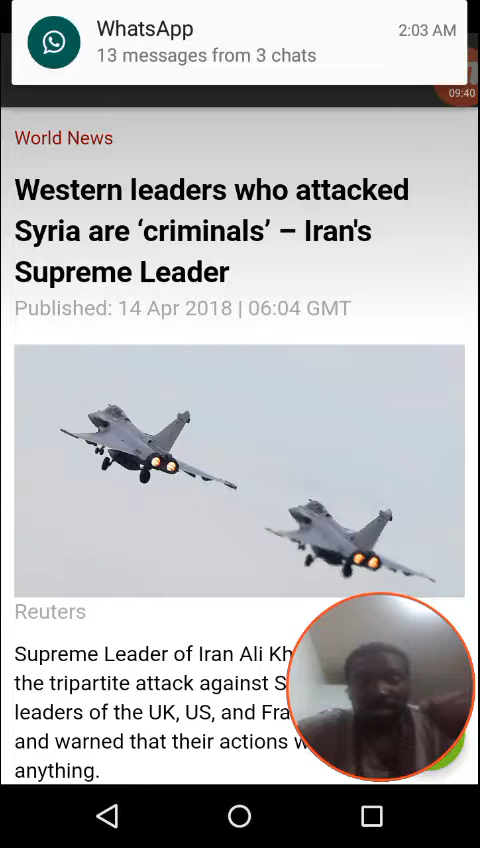 WhatsApp
2:03 AM
13 messages from 3 chats
09:40
World News
Western leaders who attacked
Syria are ‘criminals’ – Iran's
Supreme Leader
Published: 14 Apr 2018 | 06:04 GMT
Reuters
Supreme Leader of Iran Ali
the tripartite attack against
leaders of the UK, US, and
and warned that their actions
anything.